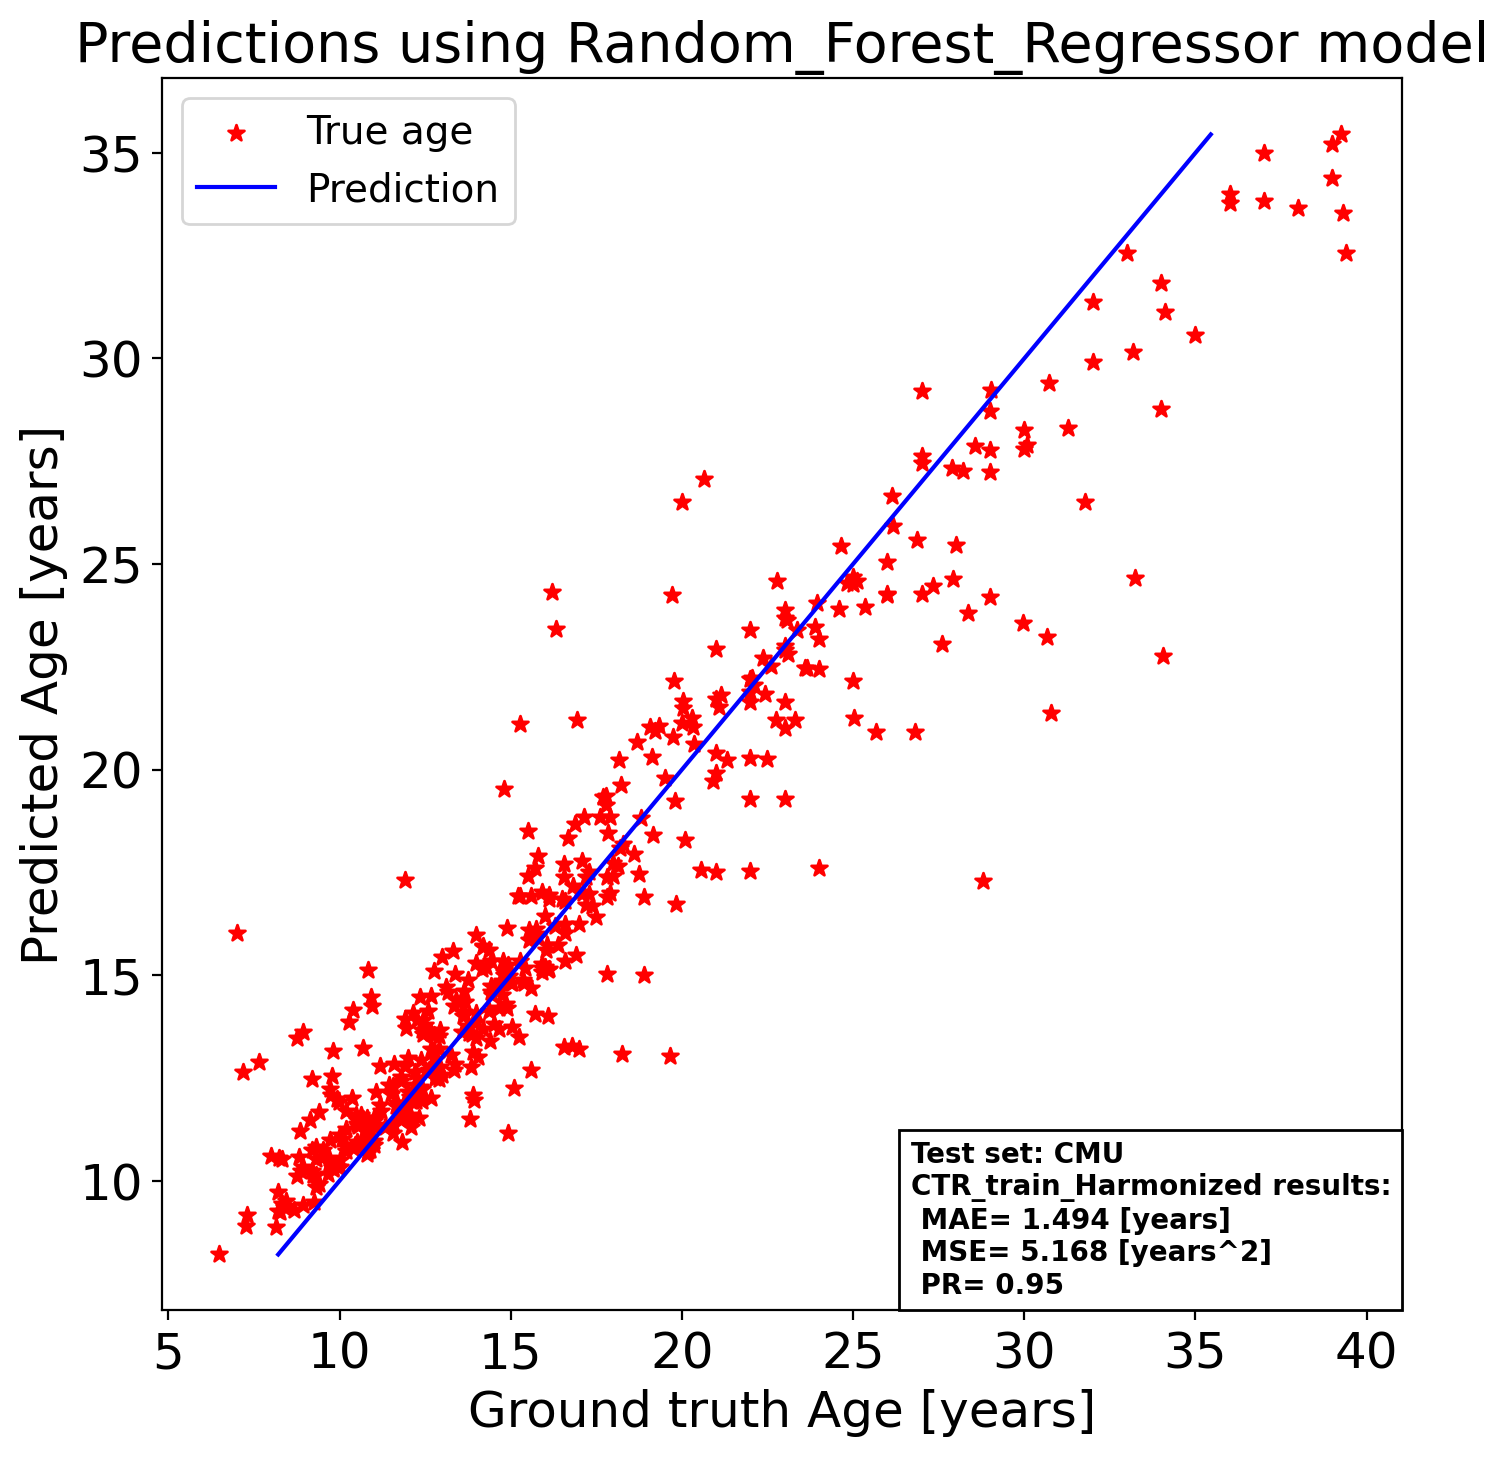 Predictions using Random_Forest_Regressor model
True age
Prediction
Predicted Age [years]
35
30
25
20
15
10
5 10 15 20 25 30 35 40
Ground truth Age [years]
Test set: CMU
CTR_train_Harmonized results:
MAE= 1.494 [years]
MSE= 5.168 [years^2]
PR= 0.95